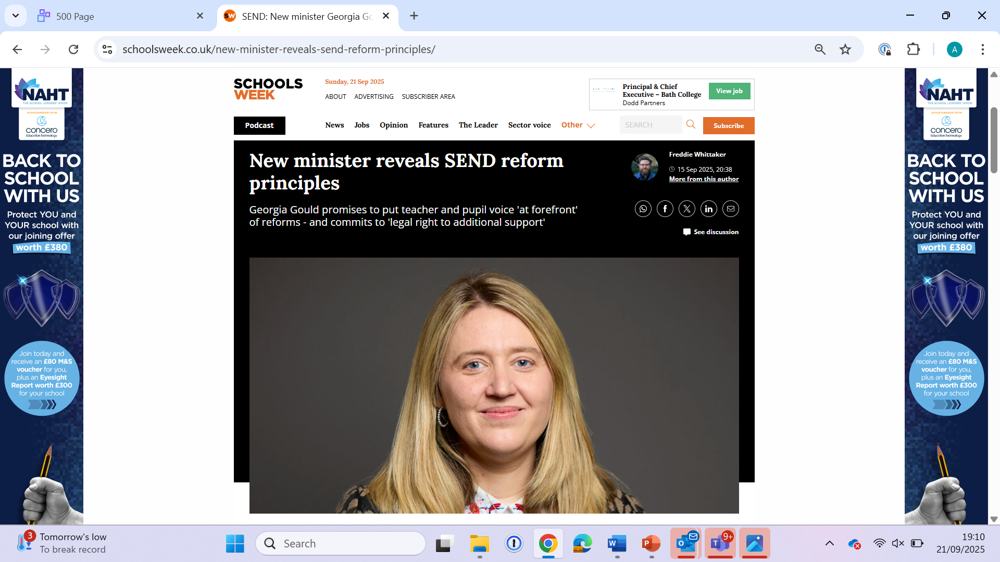 500 Page
SW
SEND: New minister Georgia Go
schoolsweek.co.uk/new-minister-reveals-send-reform-principles/
A
NAHT
THE SCHOOL LEADERS' UNION
IN PARTNERSHIP WITH
concero
Education Technology
BACK TO
SCHOOL
WITH US
Protect YOU and
YOUR school with
our joining offer
worth £380
Join today and
receive an £80 M&S
voucher for you,
plus an Eyesight
Report worth £300
for your school
SCHOOLS
WEEK
Sunday, 21 Sep 2025
ABOUT ADVERTISING SUBSCRIBER AREA
Principal & Chief
Executive – Bath College
Dodd Partners
View job
Podcast
News Jobs Opinion Features The Leader Sector voice Other
SEARCH
Subscribe
New minister reveals SEND reform
principles
Georgia Gould promises to put teacher and pupil voice 'at forefront'
of reforms - and commits to 'legal right to additional support'
Freddie Whittaker
15 Sep 2025, 20:38
More from this author
See discussion
NAHT
THE SCHOOL LEADERS' UNION
IN PARTNERSHIP WITH
concero
Education Technology
BACK TO
SCHOOL
WITH US
Protect YOU and
YOUR school with
our joining offer
worth £380
Join today and
receive an £80 M&S
voucher for you,
plus an Eyesight
Report worth £300
for your school
3
Tomorrow's low
To break record
Search
9+
19:10
21/09/2025